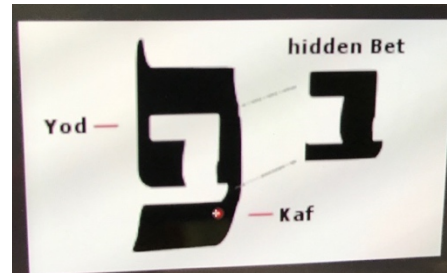 hidden Bet
פ ב
Yod
Kaf